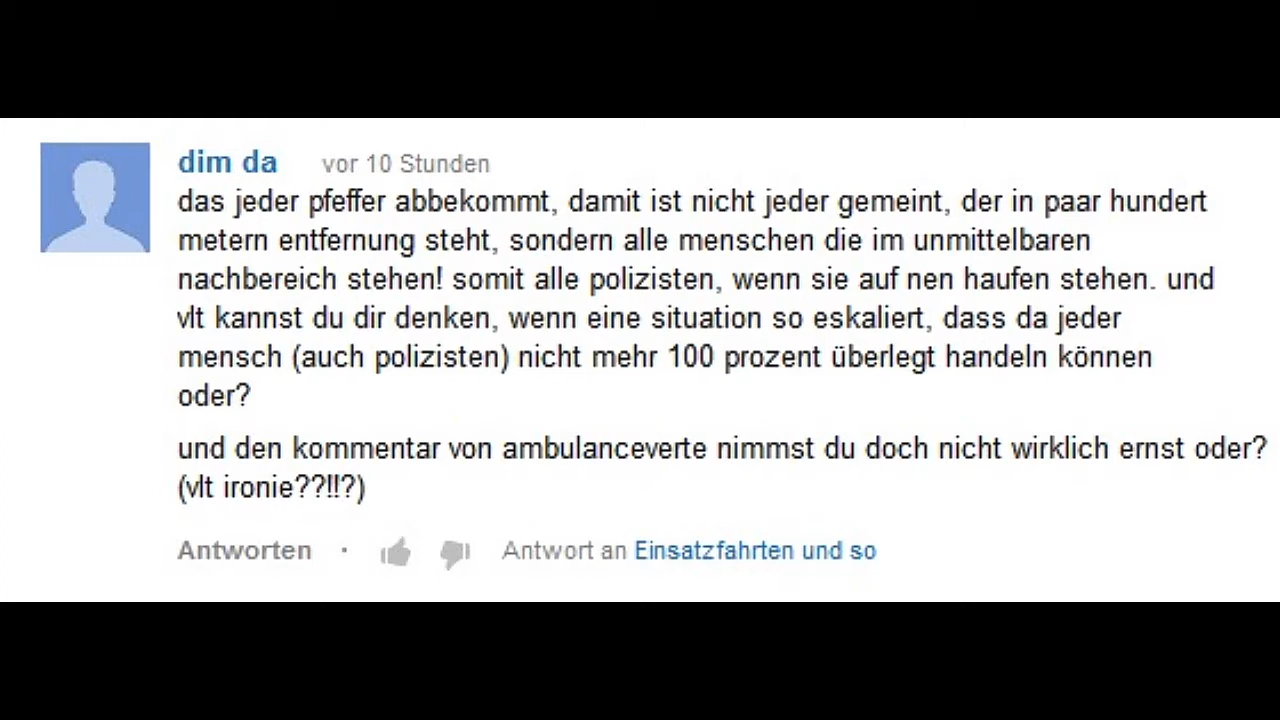 dim da vor 10 Stunden
das jeder pfeffer abbekommt, damit ist nicht jeder gemeint, der in paar hundert
metern entfernung steht, sondern alle menschen die im unmittelbaren
nachbereich stehen! somit alle polizisten, wenn sie auf nen haufen stehen. und
vlt kannst du dir denken, wenn eine situation so eskaliert, dass da jeder
mensch (auch polizisten) nicht mehr 100 prozent überlegt handeln können
oder?
und den kommentar von ambulanceverte nimmst du doch nicht wirklich ernst oder?
(vlt ironie??!!?)
Antworten · Antwort an Einsatzfahrten und so